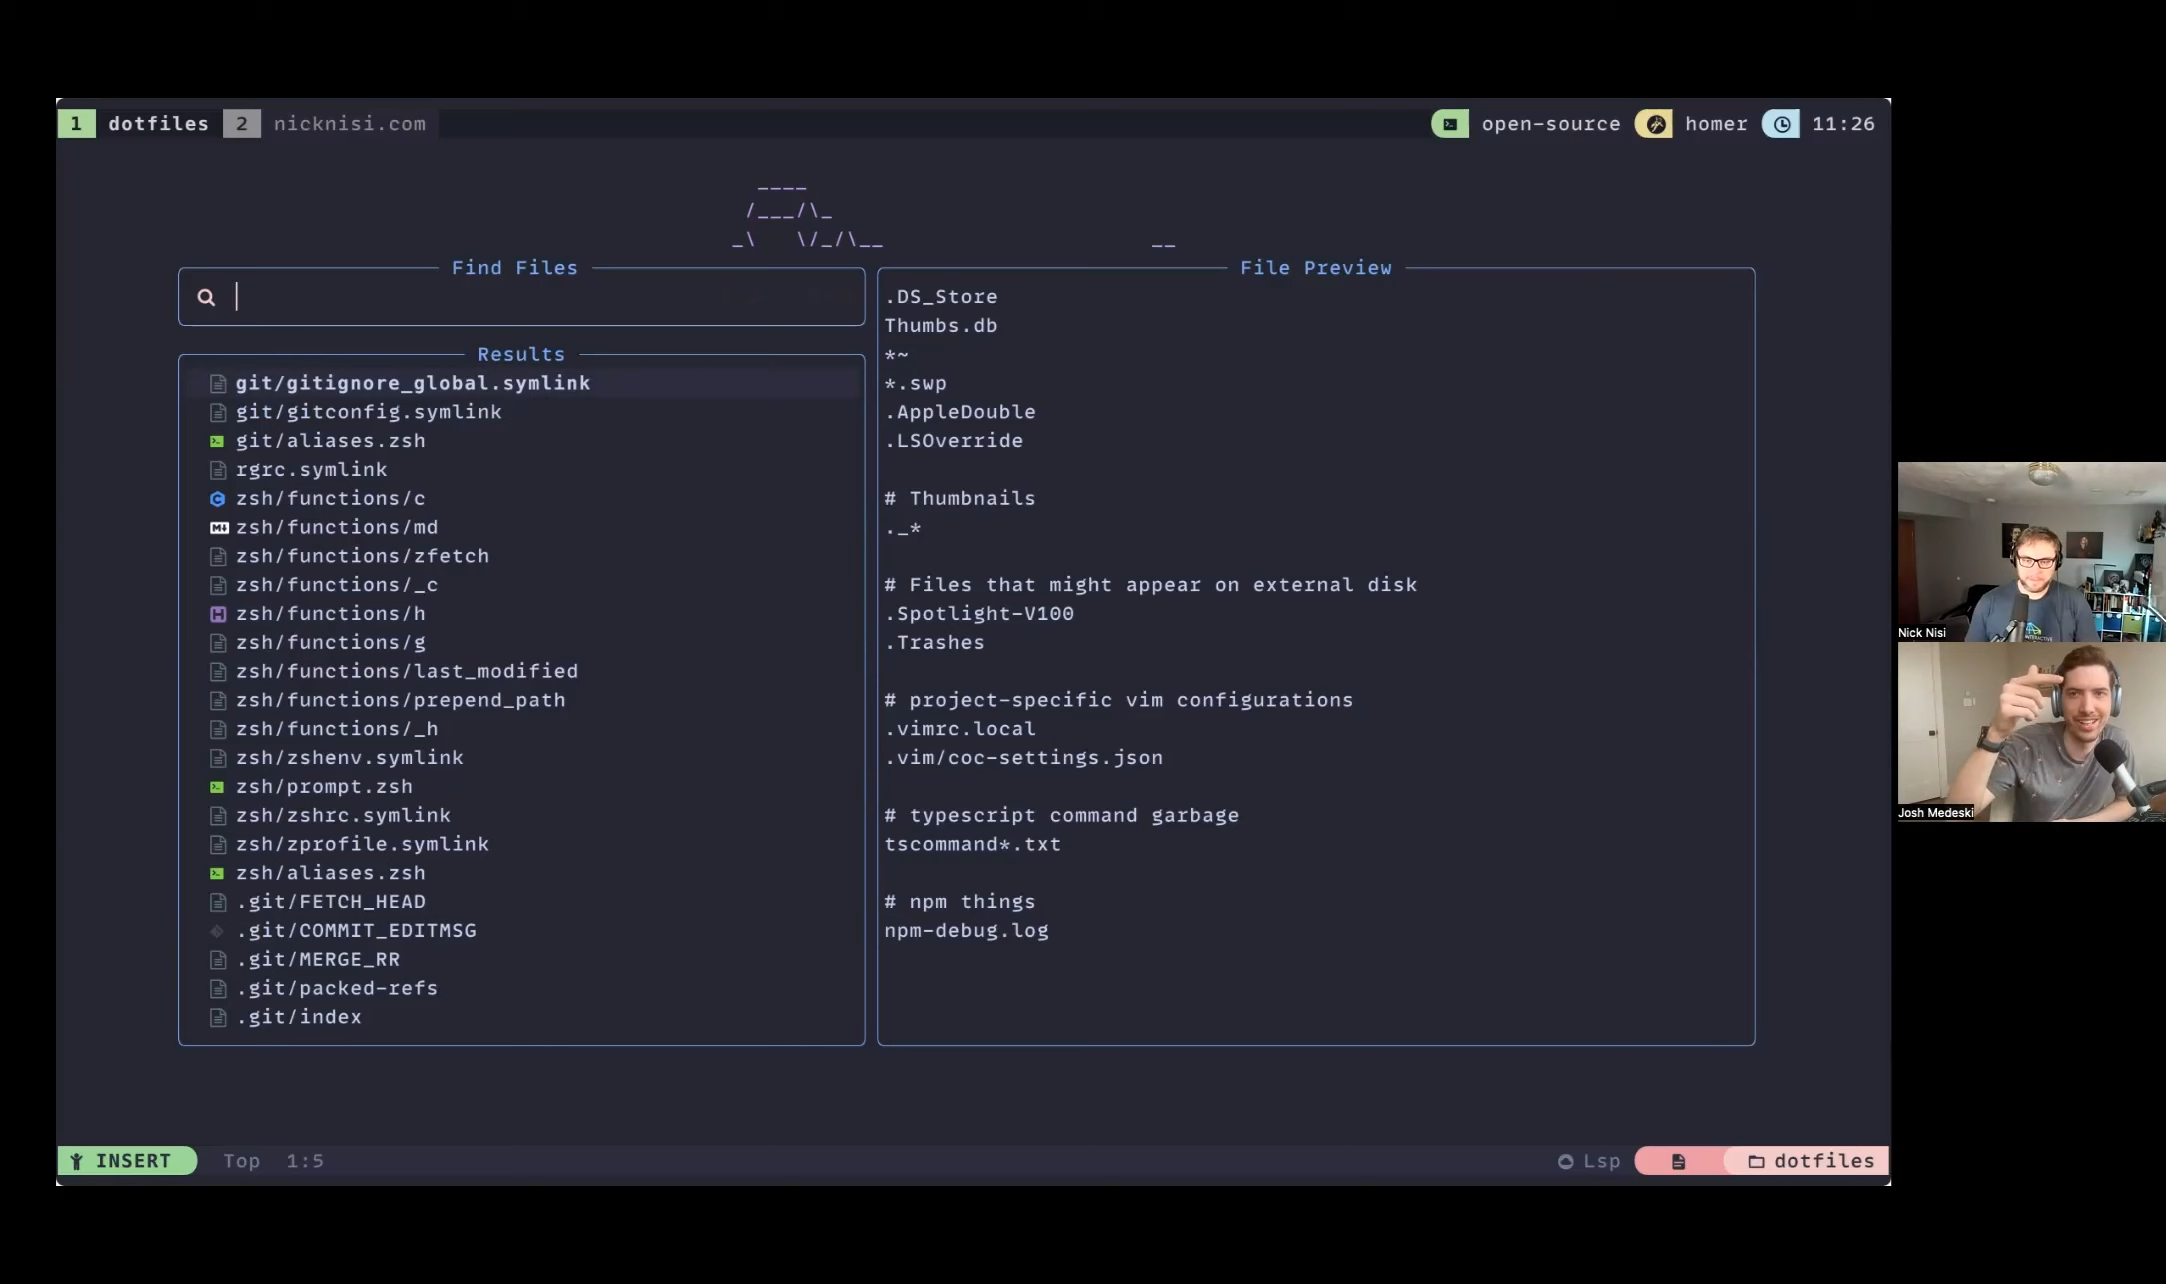 1 dotfiles 2 nicknisi.com open-source homer 11:26
Find Files
Results
git/gitignore_global.symlink
git/gitconfig.symlink
git/aliases.zsh
rgrc.symlink
zsh/functions/c
zsh/functions/md
zsh/functions/zfetch
zsh/functions/_c
zsh/functions/h
zsh/functions/g
zsh/functions/last_modified
zsh/functions/prepend_path
zsh/functions/_h
zsh/zshenv.symlink
zsh/prompt.zsh
zsh/zshrc.symlink
zsh/zprofile.symlink
zsh/aliases.zsh
.git/FETCH_HEAD
.git/COMMIT_EDITMSG
.git/MERGE_RR
.git/packed-refs
.git/index
File Preview
.DS_Store
Thumbs.db
*~
*.swp
.AppleDouble
.LSOverride
# Thumbnails
._*
# Files that might appear on external disk
.Spotlight-V100
.Trashes
# project-specific vim configurations
.vimrc.local
.vim/coc-settings.json
# typescript command garbage
tscommand*.txt
# npm things
npm-debug.log
Nick Nisi
Josh Medeski
INSERT Top 1:5 Lsp dotfiles